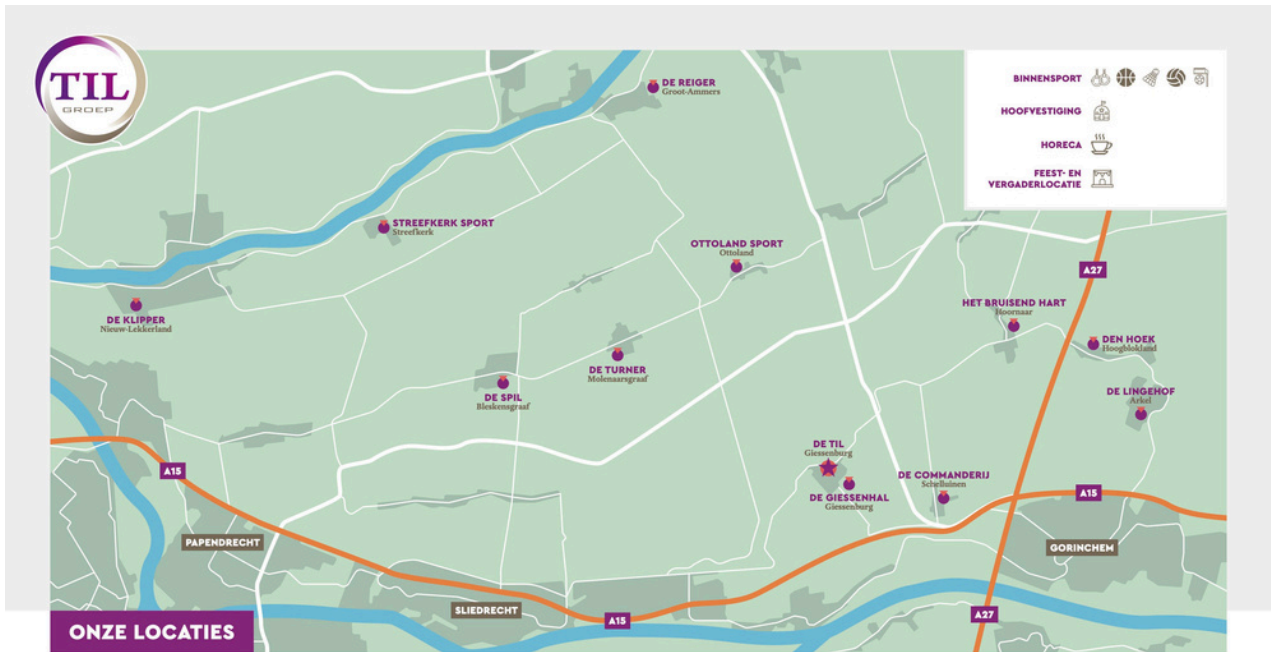 TIL
GROEP
DE REIGER
Groot-Ammers
BINNENSPORT
HOOFVESTIGING
HORECA
FEEST- EN
VERGADERLOCATIE
STREEFKERK SPORT
Streefkerk
OTTOLAND SPORT
Ottoland
A27
DE KLIPPER
Nieuw-Lekkerland
HET BRUISEND HART
Hoornaar
DEN HOEK
Hoogblokland
DE TURNER
Molenaarsgraaf
DE SPIL
Bleskensgraaf
DE LINGEHOF
Arkel
DE TIL
Giessenburg
A15
DE COMMANDERIJ
Schelluinen
DE GIESSENHAL
Giessenburg
A15
PAPENDRECHT
GORINCHEM
SLIEDRECHT
A15
A27
ONZE LOCATIES